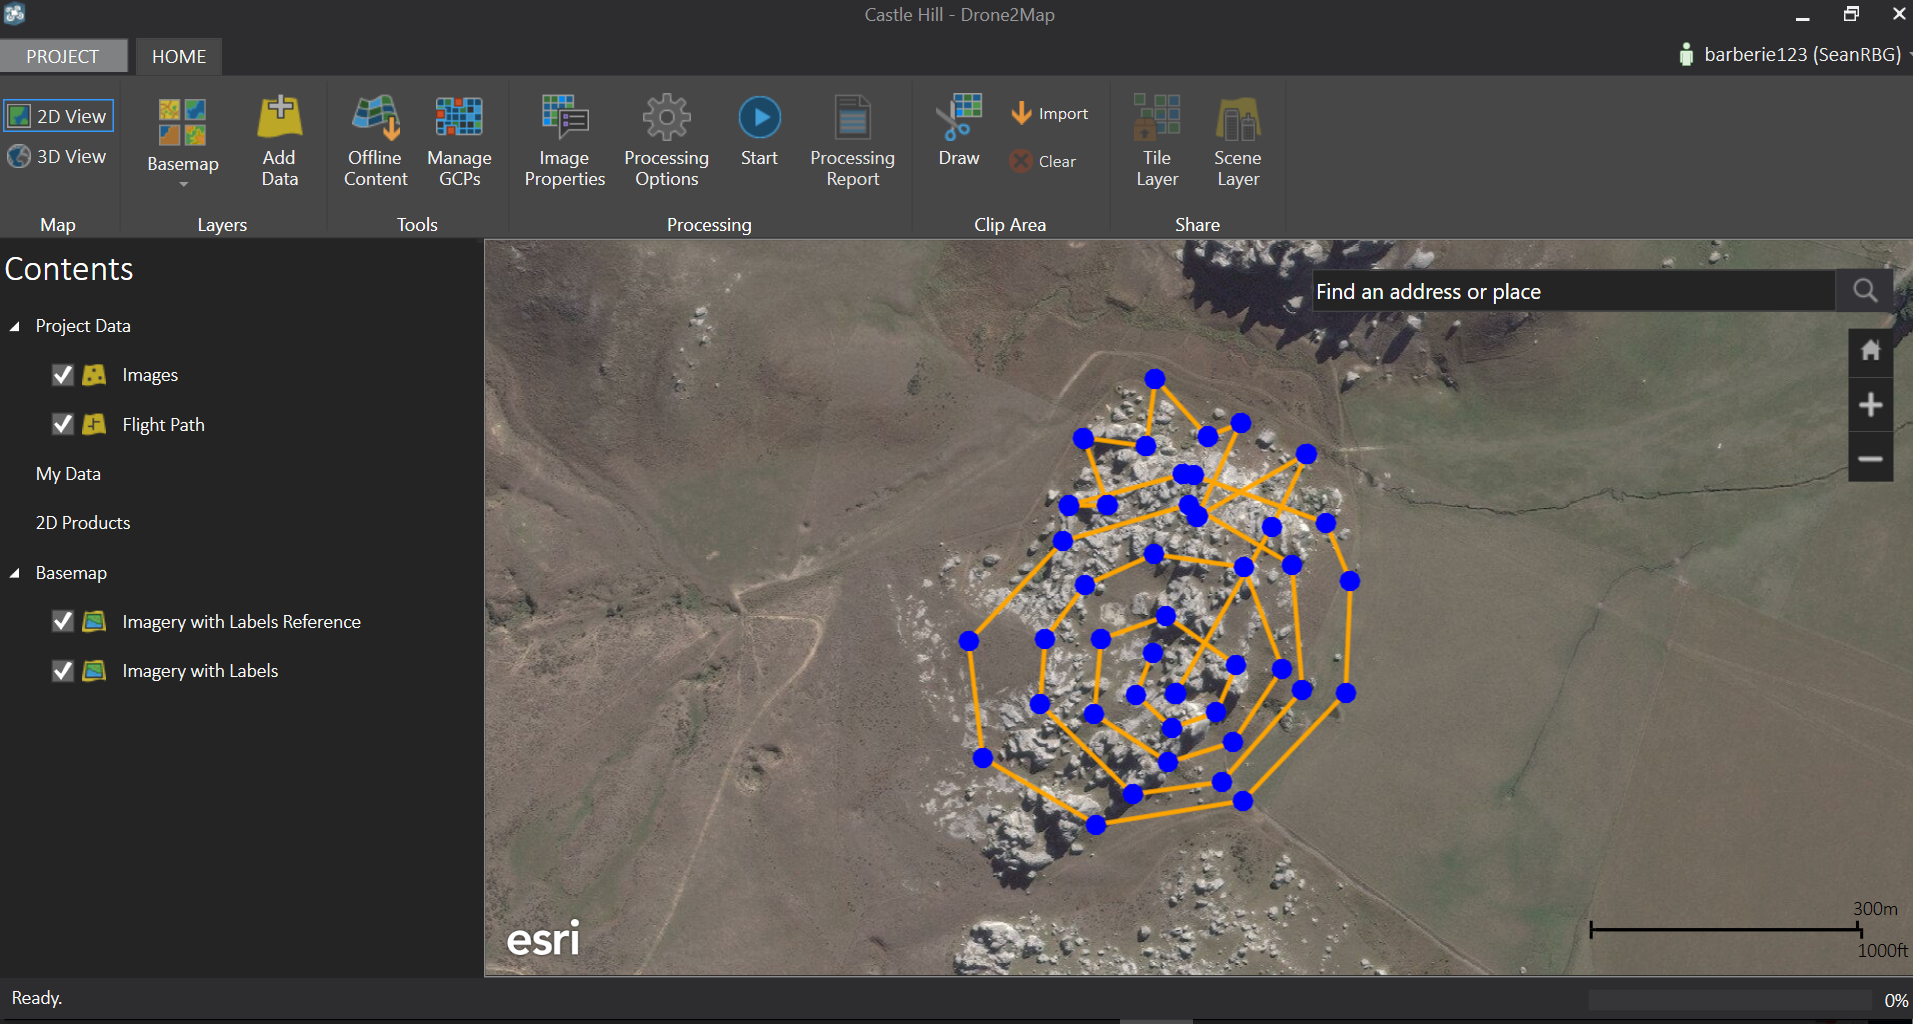 Castle Hill - Drone2Map
PROJECT
HOME
barberie123 (SeanRBG)
2D View
3D View
Map
Basemap
Add
Data
Layers
Offline
Content
Manage
GCPs
Tools
Image
Properties
Processing
Options
Start
Processing
Report
Processing
Draw
Import
Clear
Clip Area
Tile
Layer
Scene
Layer
Share
Contents
Project Data
Images
Flight Path
My Data
2D Products
Basemap
Imagery with Labels Reference
Imagery with Labels
Find an address or place
esri
300m
1000ft
Ready.
0%